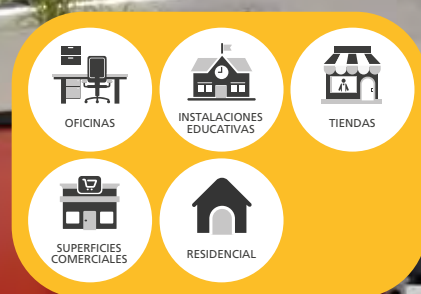 OFICINAS
INSTALACIONES
EDUCATIVAS
TIENDAS
SUPERFICIES
COMERCIALES
RESIDENCIAL